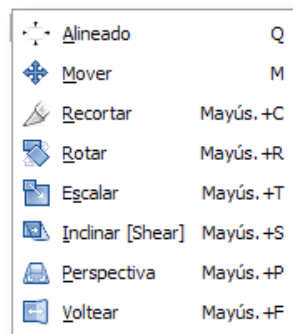 Alineado Q
Mover M
Recortar Mayús.+C
Rotar Mayús.+R
Escalar Mayús.+T
Inclinar [Shear] Mayús.+S
Perspectiva Mayús.+P
Voltear Mayús.+F